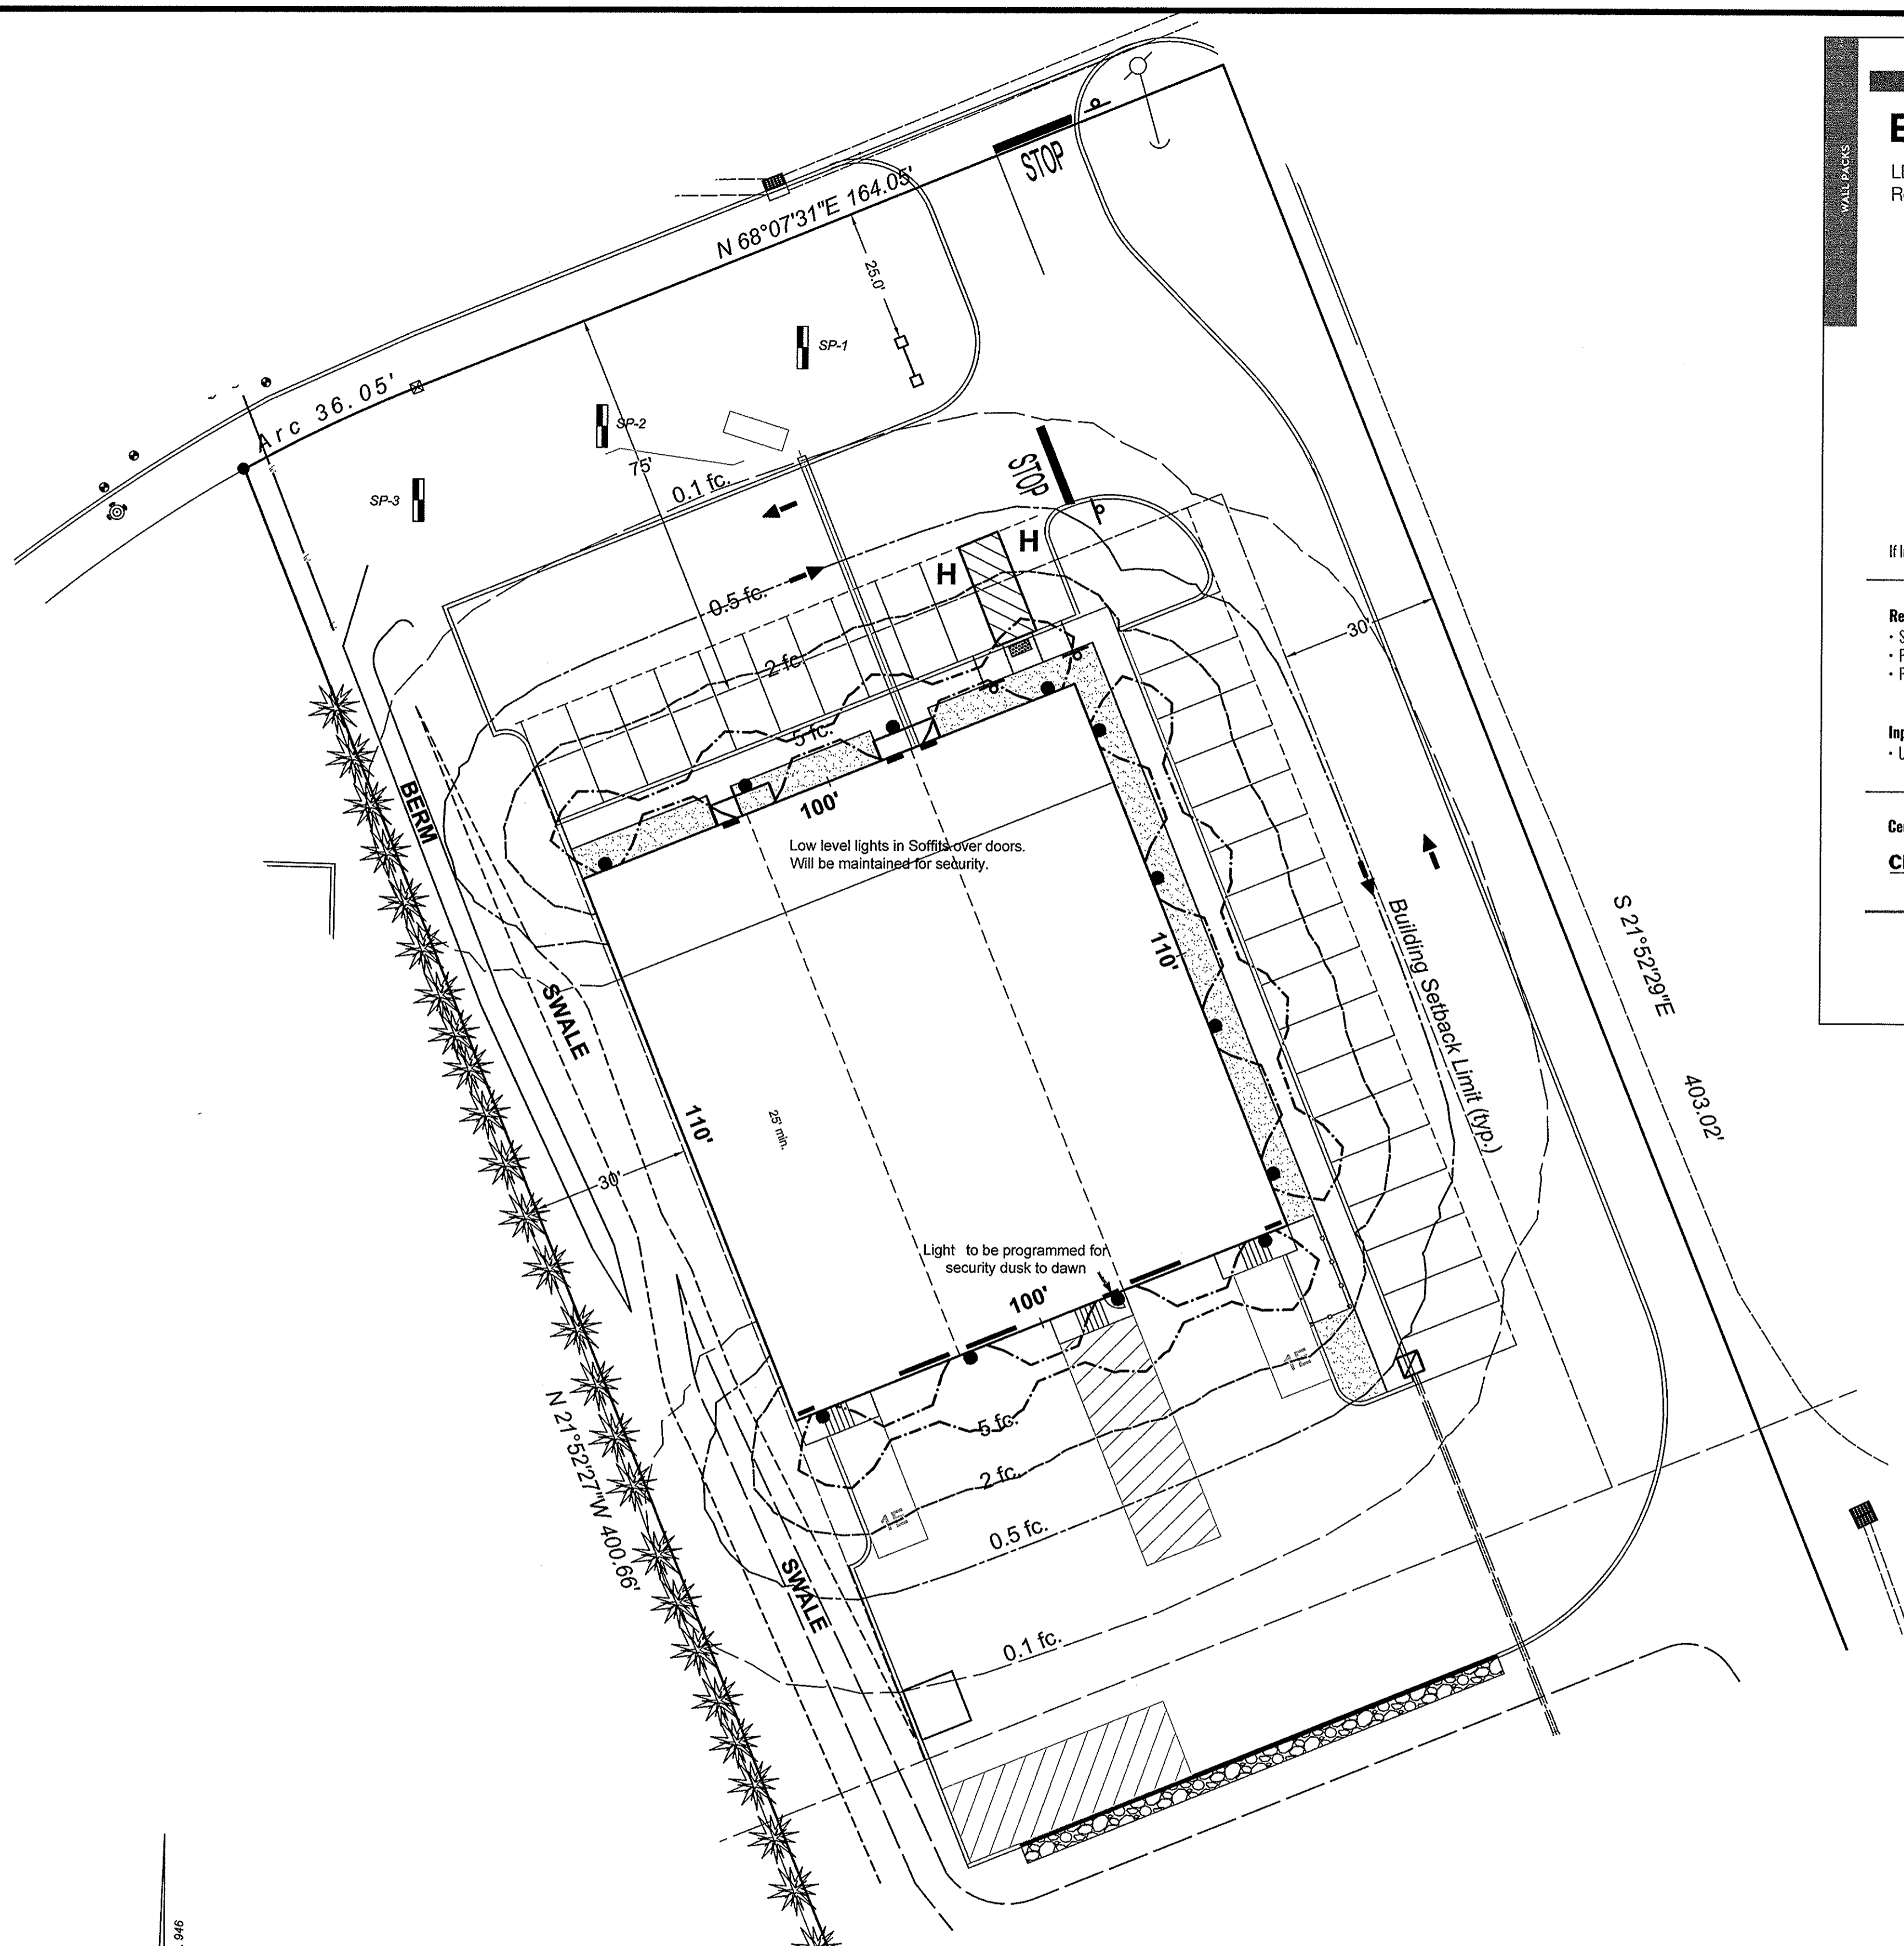 WALL PACKS
STOP
N 68°07'31"E 164.05'
25.0'
SP-1
Arc 36.05'
SP-2
75'
SP-3
0.1 fc.
STOP
H
H
0.5 fc.
30'
2 fc.
5 fc.
BERM
100'
Low level lights in Soffits over doors.
Will be maintained for security.
110'
Building Setback Limit (typ.)
S 21°52'29"E
403.02'
SWALE
110'
25' min.
30'
Light to be programmed for
security dusk to dawn
100'
N 21°52'27"W 400.66'
5 fc.
2 fc.
0.5 fc.
SWALE
0.1 fc.
.946